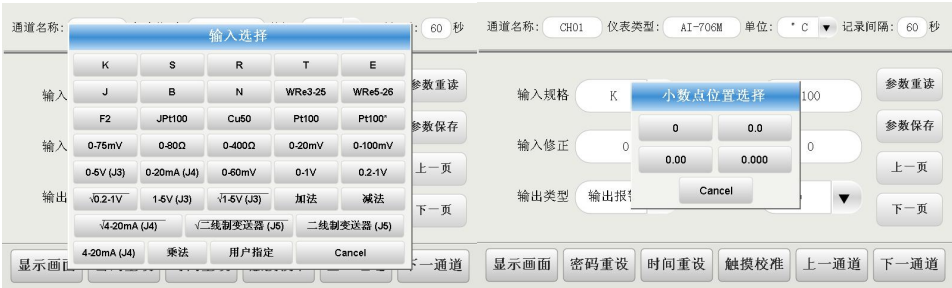 通道名称:
: 60 秒
输入选择
K S R T E
J B N WRe3-25 WRe5-26
F2 JPt100 Cu50 Pt100 Pt100*
0-75mV 0-80Ω 0-400Ω 0-20mV 0-100mV
0-5V (J3) 0-20mA (J4) 0-60mV 0-1V 0.2-1V
√0.2-1V 1-5V (J3) √1-5V (J3) 加法 减法
√4-20mA (J4) √二线制变送器 (J5) 二线制变送器 (J5)
4-20mA (J4) 乘法 用户指定 Cancel
输入
输入
输出
参数重读
参数保存
上一页
下一页
显示画面
下一通道
通道名称: CH01 仪表类型: AI-706M 单位: °C ▼ 记录间隔: 60 秒
输入规格 K 100 参数重读
小数点位置选择
0 0.0
0.00 0.000
Cancel
输入修正 0 0 参数保存
上一页
输出类型 输出报 ▼ 下一页
显示画面 密码重设 时间重设 触摸校准 上一通道 下一通道